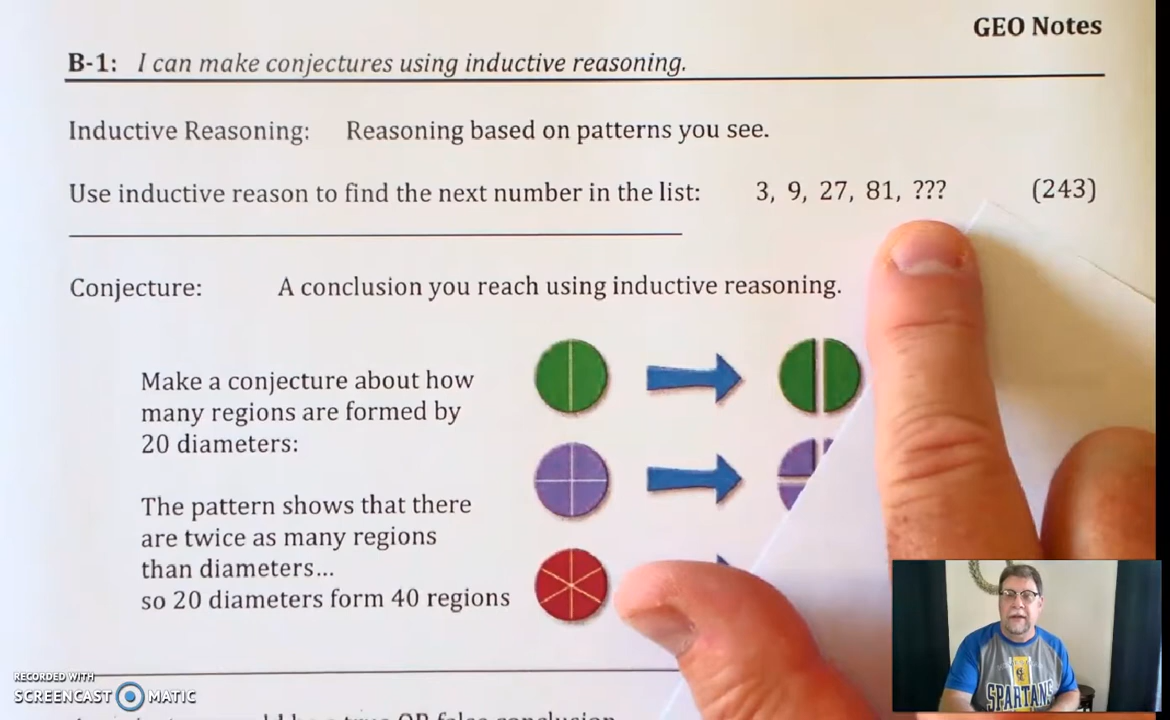 GEO Notes
B-1: I can make conjectures using inductive reasoning.
Inductive Reasoning: Reasoning based on patterns you see.
Use inductive reason to find the next number in the list: 3, 9, 27, 81, ??? (243)
Conjecture: A conclusion you reach using inductive reasoning.
Make a conjecture about how
many regions are formed by
20 diameters:
The pattern shows that there
are twice as many regions
than diameters...
so 20 diameters form 40 regions
RECORDED WITH
SCREENCAST MATIC
SPARTANS
OR false conclusion